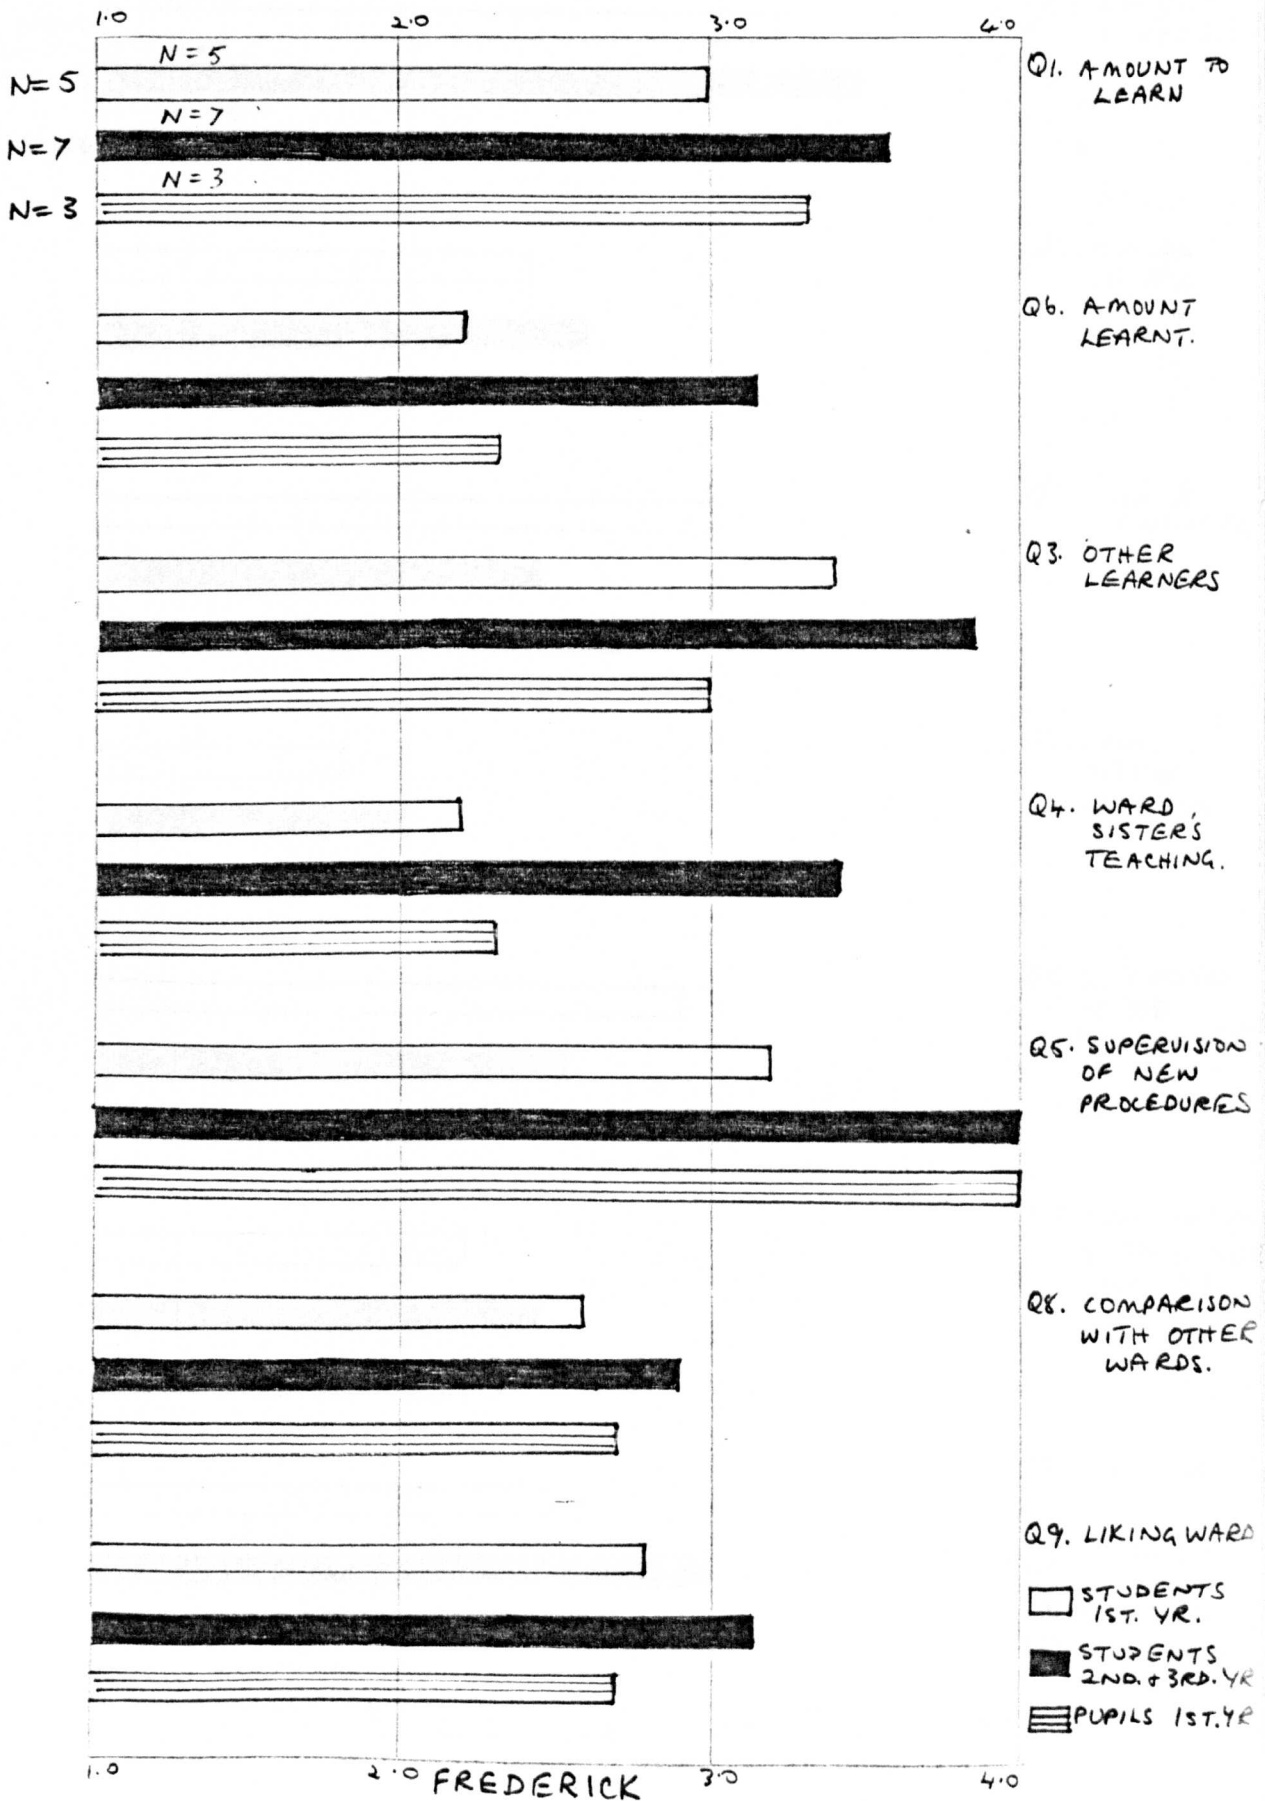 1.0 2.0 3.0 4.0
N = 5
N = 5
Q1. AMOUNT TO
LEARN
N = 7
N = 7
N = 3
N = 3
Q6. AMOUNT
LEARNT.
Q3. OTHER
LEARNERS
Q4. WARD
SISTER'S
TEACHING.
Q5. SUPERVISION
OF NEW
PROCEDURES
Q8. COMPARISON
WITH OTHER
WARDS.
Q9. LIKING WARD
STUDENTS
1ST. YR.
STUDENTS
2ND. & 3RD. YR
PUPILS 1ST. YR
1.0 2.0 3.0 4.0
FREDERICK